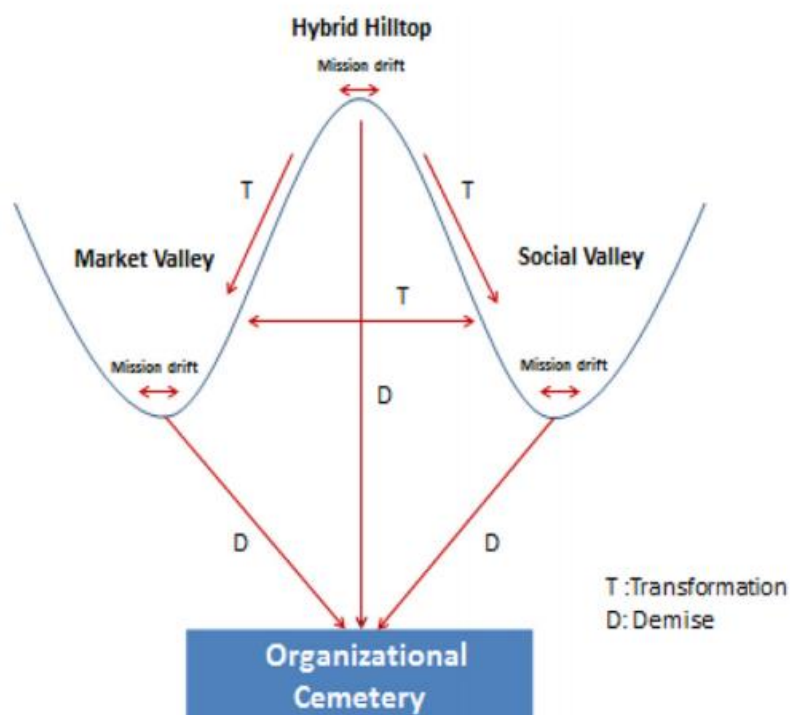 Hybrid Hilltop
Mission drift
T
T
Market Valley
Social Valley
T
Mission drift
Mission drift
D
D
D
T :Transformation
D: Demise
Organizational
Cemetery